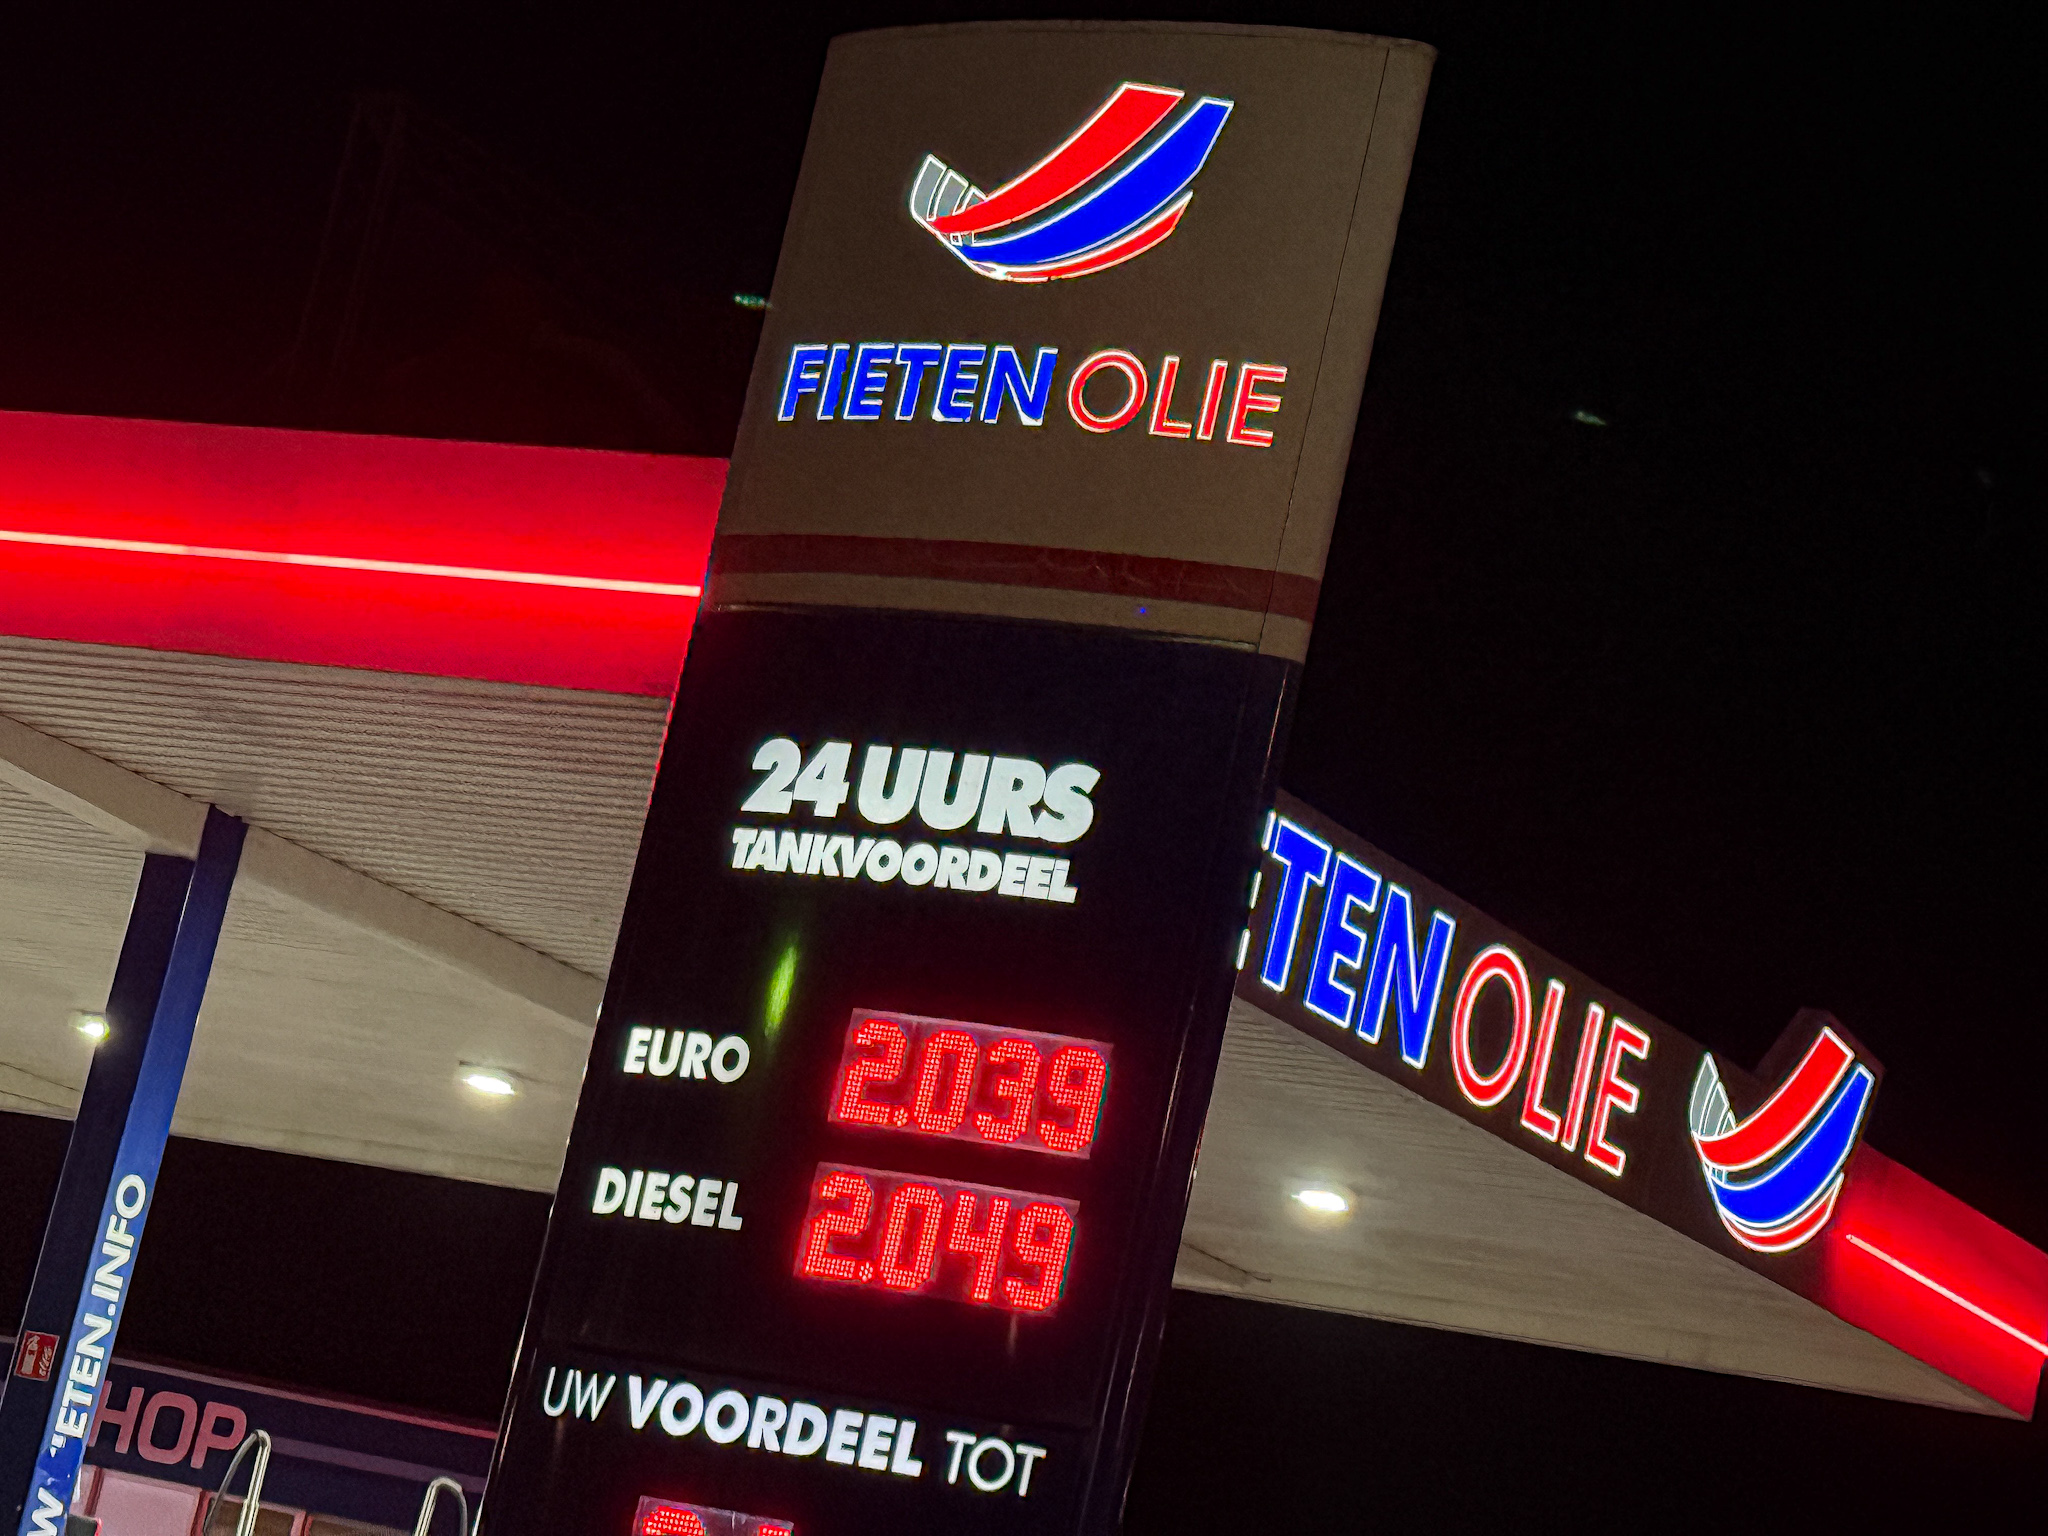 FIETEN OLIE
24 UURS
TANKVOORDEEL
EURO 2.039
DIESEL 2.049
UW VOORDEEL TOT
ETEN OLIE
ETEN.INFO
HOP